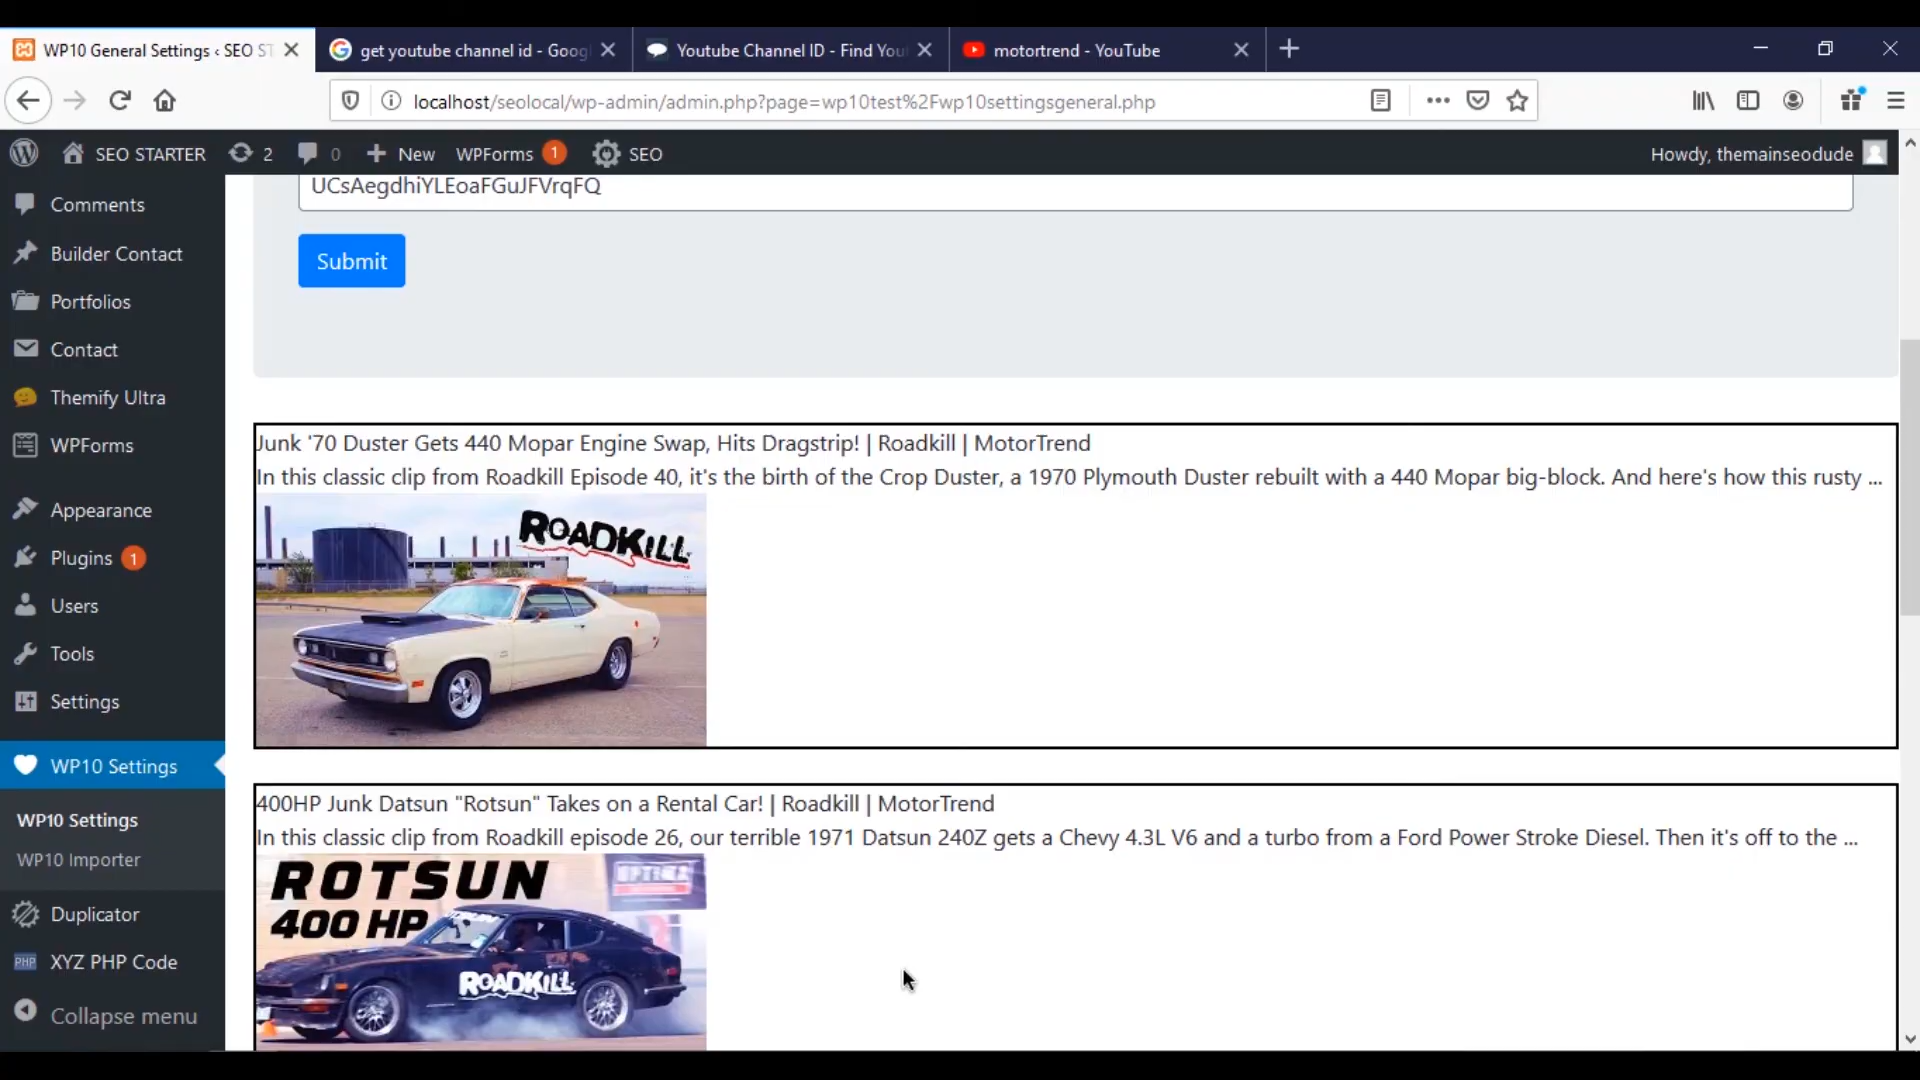 WP10 General Settings ‹ SEO ST
get youtube channel id - Goog
Youtube Channel ID - Find You
motortrend - YouTube
localhost/seolocal/wp-admin/admin.php?page=wp10test%2Fwp10settingsgeneral.php
SEO STARTER
2
0
New
WPForms 1
SEO
Howdy, themainseodude
Comments
Builder Contact
Portfolios
Contact
Themify Ultra
WPForms
Appearance
Plugins 1
Users
Tools
Settings
WP10 Settings
WP10 Settings
WP10 Importer
Duplicator
PHP XYZ PHP Code
Collapse menu
UCsAegdhiYLEoaFGuJFVrqFQ
Submit
Junk '70 Duster Gets 440 Mopar Engine Swap, Hits Dragstrip! | Roadkill | MotorTrend
In this classic clip from Roadkill Episode 40, it's the birth of the Crop Duster, a 1970 Plymouth Duster rebuilt with a 440 Mopar big-block. And here's how this rusty ...
ROADKILL
400HP Junk Datsun "Rotsun" Takes on a Rental Car! | Roadkill | MotorTrend
In this classic clip from Roadkill episode 26, our terrible 1971 Datsun 240Z gets a Chevy 4.3L V6 and a turbo from a Ford Power Stroke Diesel. Then it's off to the ...
ROTSUN
400 HP
OPTIMA
ROADKILL